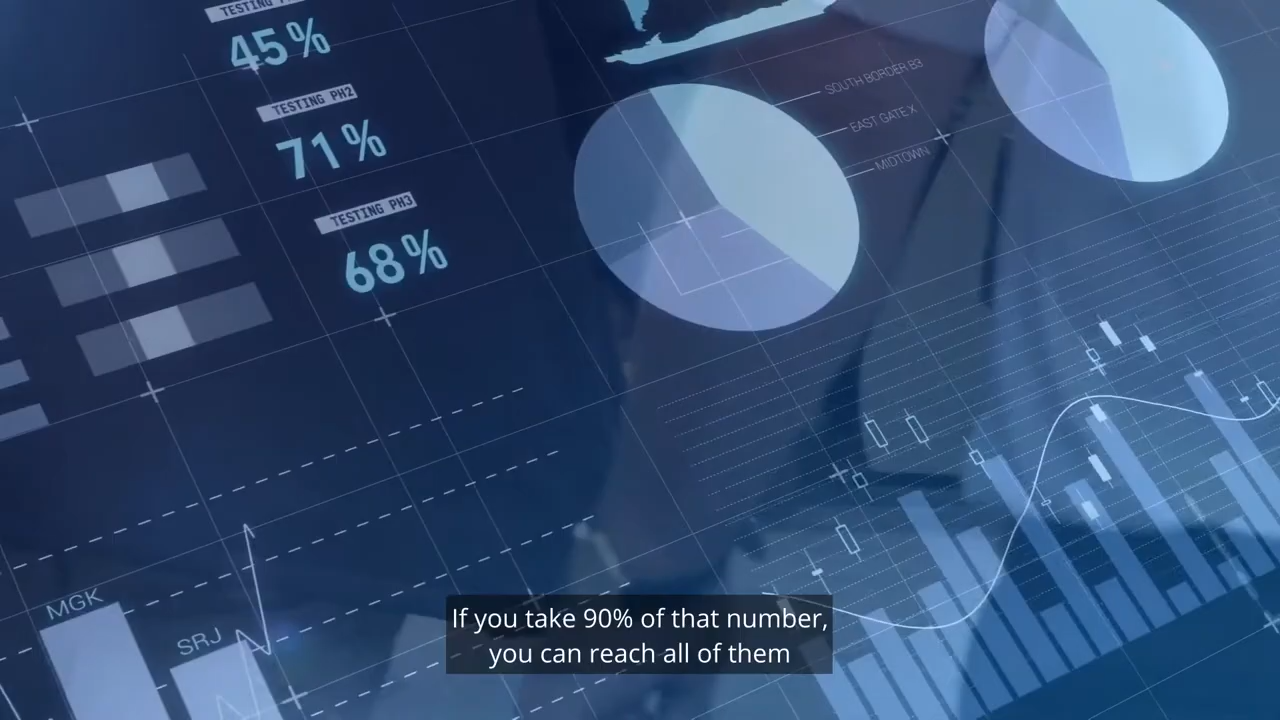 45%
TESTING PH2
71%
TESTING PH3
68%
SOUTH BORDER B3
EAST GATE X
MIDTOWN
MGK
SRJ
If you take 90% of that number,
you can reach all of them